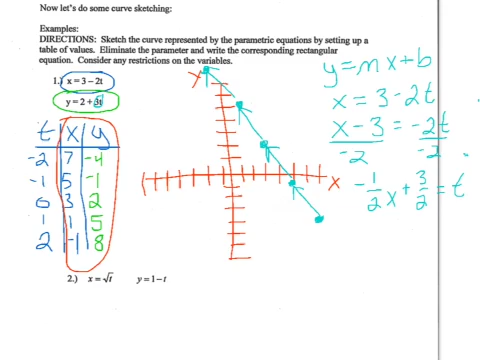 Now let's do some curve sketching:
Examples:
DIRECTIONS: Sketch the curve represented by the parametric equations by setting up a
table of values. Eliminate the parameter and write the corresponding rectangular
equation. Consider any restrictions on the variables.
1.) x = 3 – 2t
y = 2 + 3t
t x y
-2 7 -4
-1 5 -1
0 3 2
1 1 5
2 -1 8
y
x
y = mx + b
x = 3 - 2t
x - 3 = -2t
-2 -2
-1/2 x + 3/2 = t
2.) x = √t y = 1 – t